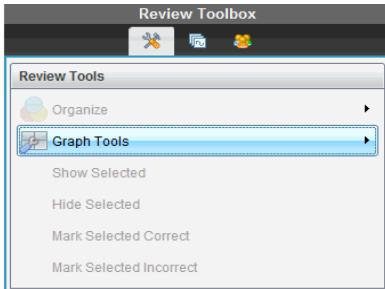 Review Toolbox
Review Tools
Organize
Graph Tools
Show Selected
Hide Selected
Mark Selected Correct
Mark Selected Incorrect